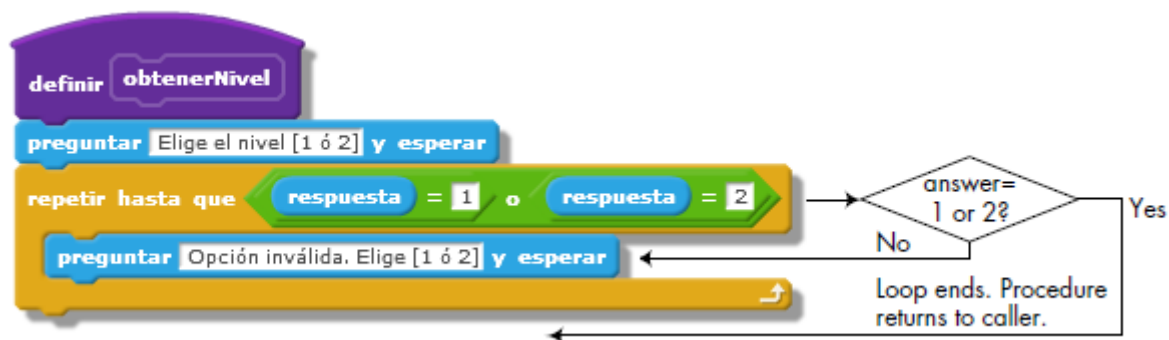 definir obtenerNivel
preguntar Elige el nivel [1 ó 2] y esperar
repetir hasta que respuesta = 1 o respuesta = 2
preguntar Opción inválida. Elige [1 ó 2] y esperar
answer=
1 or 2?
Yes
No
Loop ends. Procedure
returns to caller.